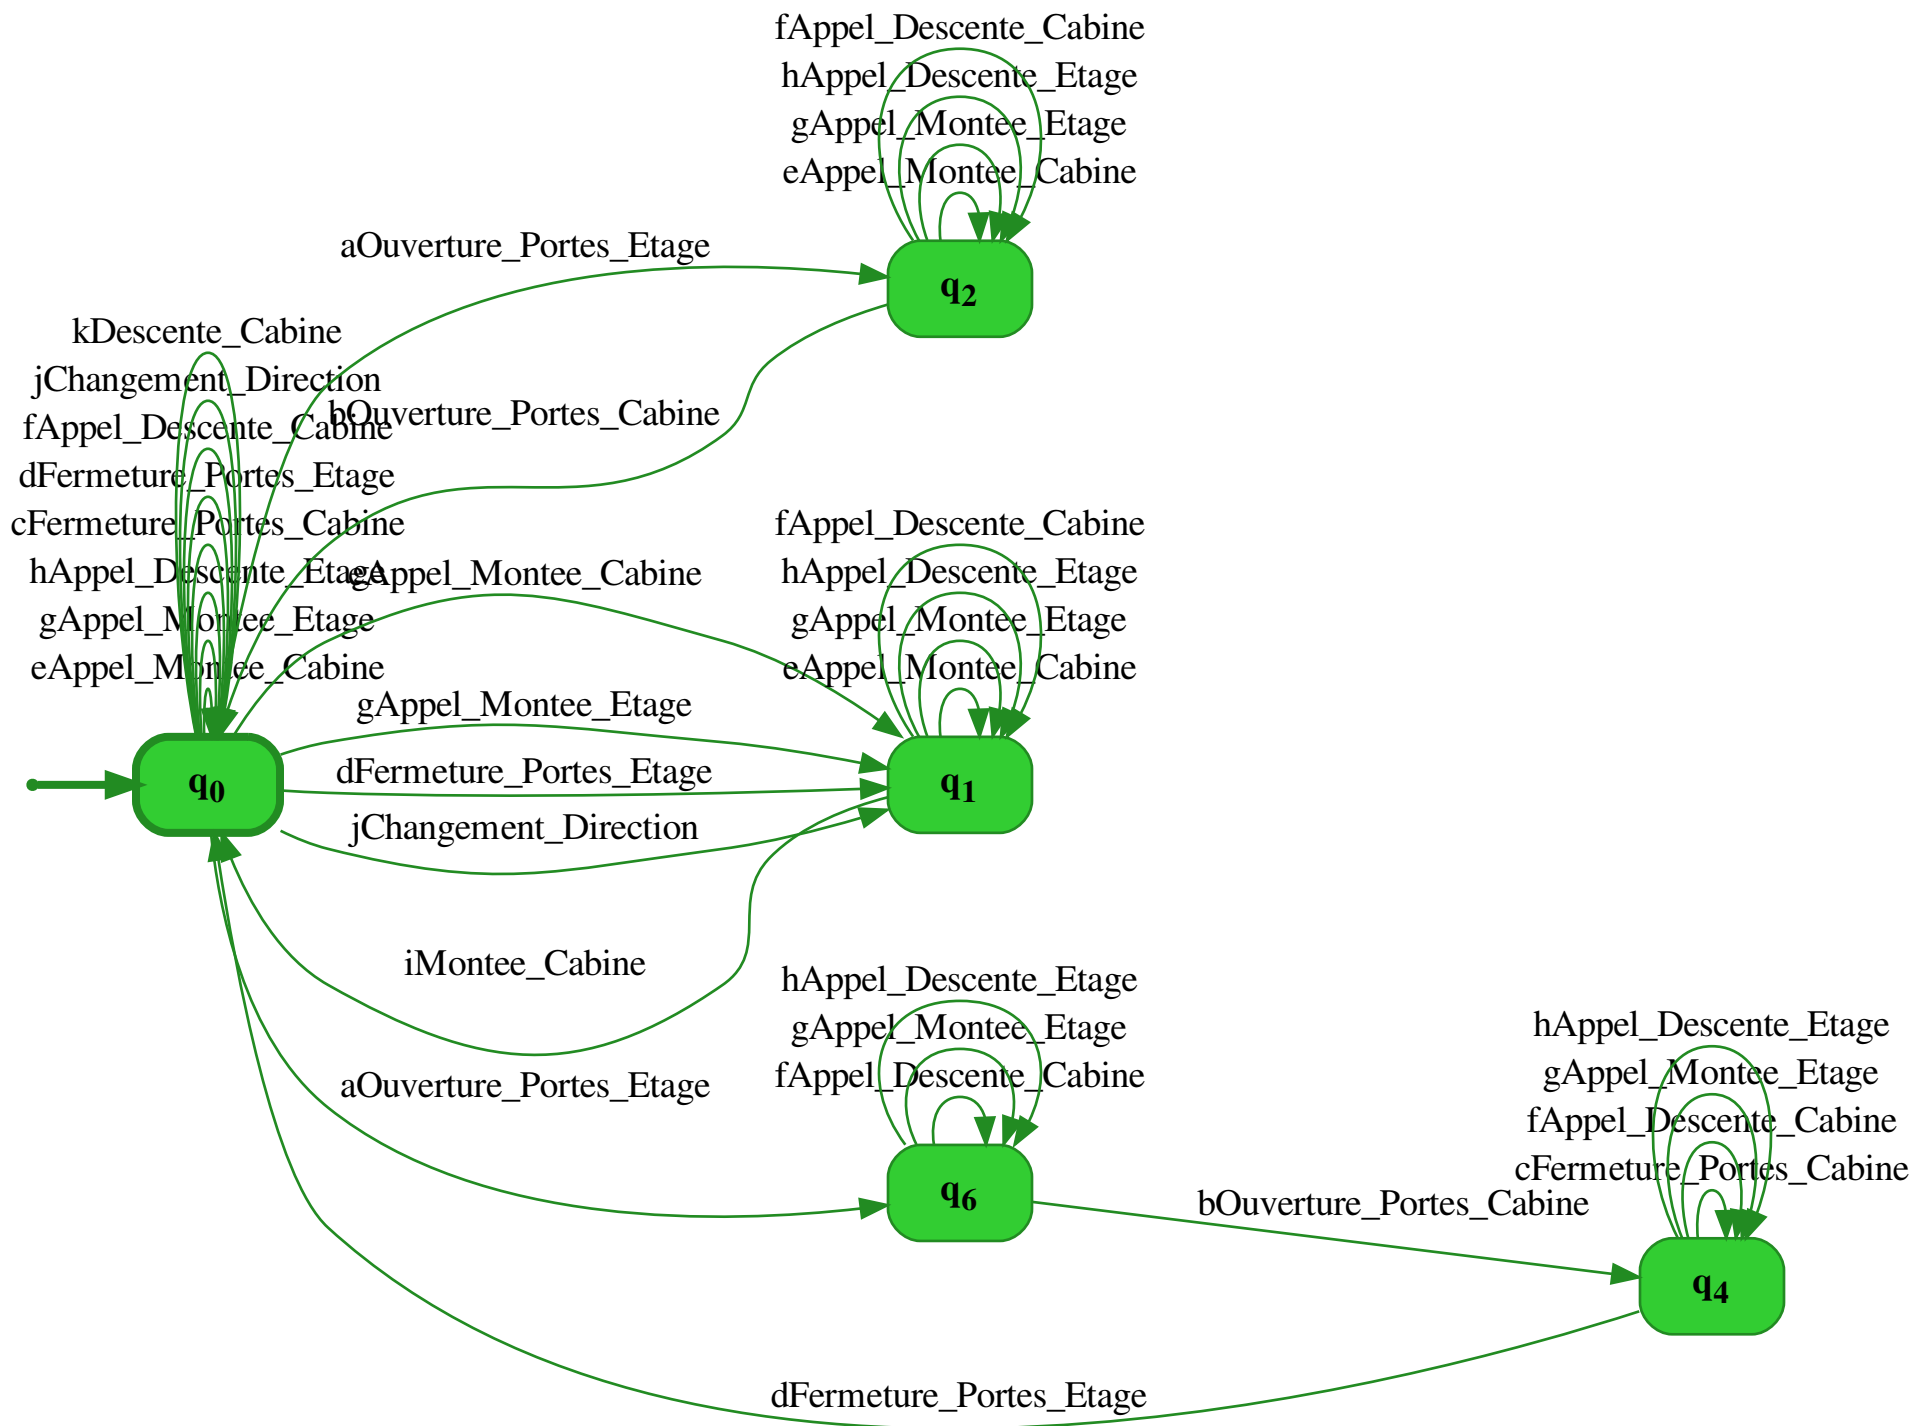 fAppel_Descente_Cabine
hAppel_Descente_Etage
gAppel_Montee_Etage
eAppel_Montee_Cabine
aOuverture_Portes_Etage
q2
kDescente_Cabine
jChangement_Direction
fAppel_Descente_Cabine
dFermeture_Portes_Etage
cFermeture_Portes_Cabine
hAppel_Descente_Etage
gAppel_Montee_Etage
eAppel_Montee_Cabine
bOuverture_Portes_Cabine
eAppel_Montee_Cabine
gAppel_Montee_Etage
dFermeture_Portes_Etage
jChangement_Direction
q0
fAppel_Descente_Cabine
hAppel_Descente_Etage
gAppel_Montee_Etage
eAppel_Montee_Cabine
q1
iMontee_Cabine
aOuverture_Portes_Etage
hAppel_Descente_Etage
gAppel_Montee_Etage
fAppel_Descente_Cabine
q6
bOuverture_Portes_Cabine
hAppel_Descente_Etage
gAppel_Montee_Etage
fAppel_Descente_Cabine
cFermeture_Portes_Cabine
q4
dFermeture_Portes_Etage